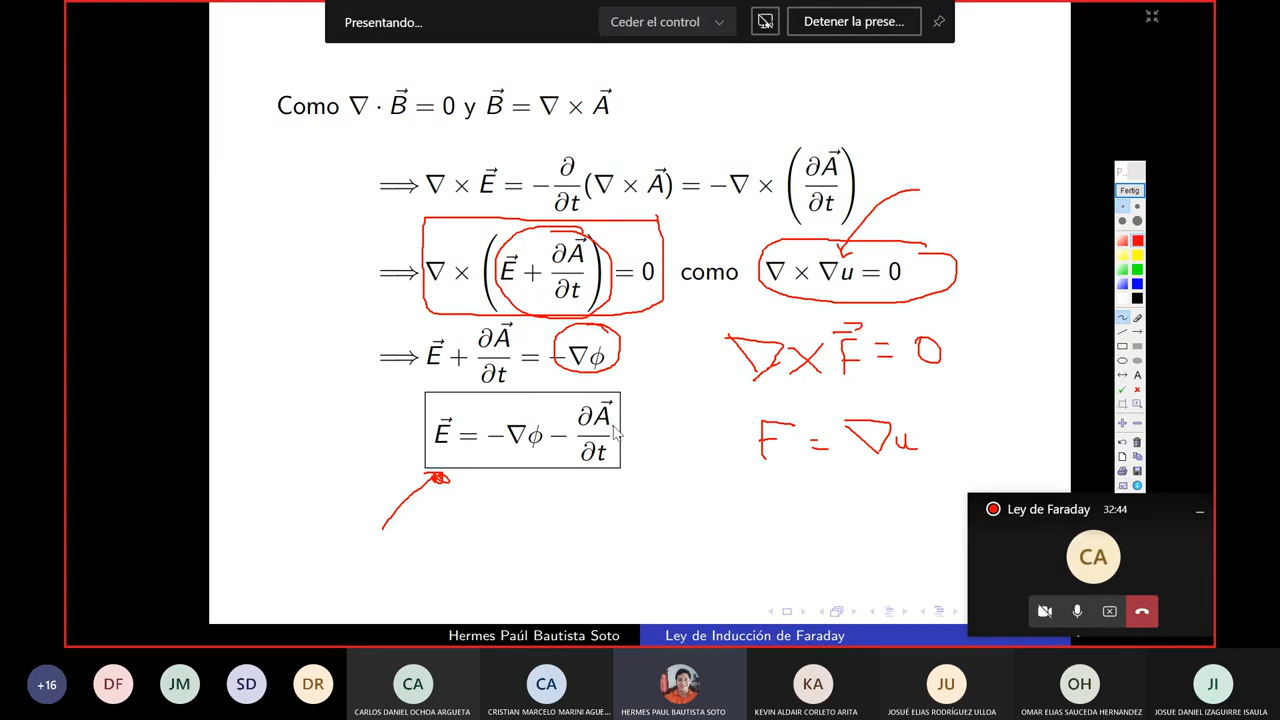 Presentando...
Ceder el control
Detener la prese...
Como ∇ · B⃗ = 0 y B⃗ = ∇ × A⃗
⟹ ∇ × E⃗ = −∂/∂t (∇ × A⃗) = −∇ × (∂A⃗/∂t)
⟹ ∇ × (E⃗ + ∂A⃗/∂t) = 0 como ∇ × ∇u = 0
⟹ E⃗ + ∂A⃗/∂t = −∇ϕ
∇ × F⃗ = 0
E⃗ = −∇ϕ − ∂A⃗/∂t
F = ∇u
P...
Fertig
A
Ley de Faraday 32:44
CA
Hermes Paúl Bautista Soto Ley de Inducción de Faraday
+16 DF JM SD DR
CA
CARLOS DANIEL OCHOA ARGUETA
CA
CRISTIAN MARCELO MARINI AGUE...
HERMES PAUL BAUTISTA SOTO
KA
KEVIN ALDAIR CORLETO ARITA
JU
JOSUÉ ELIAS RODRÍGUEZ ULLOA
OH
OMAR ELIAS SAUCEDA HERNANDEZ
JI
JOSUE DANIEL IZAGUIRRE ISAULA